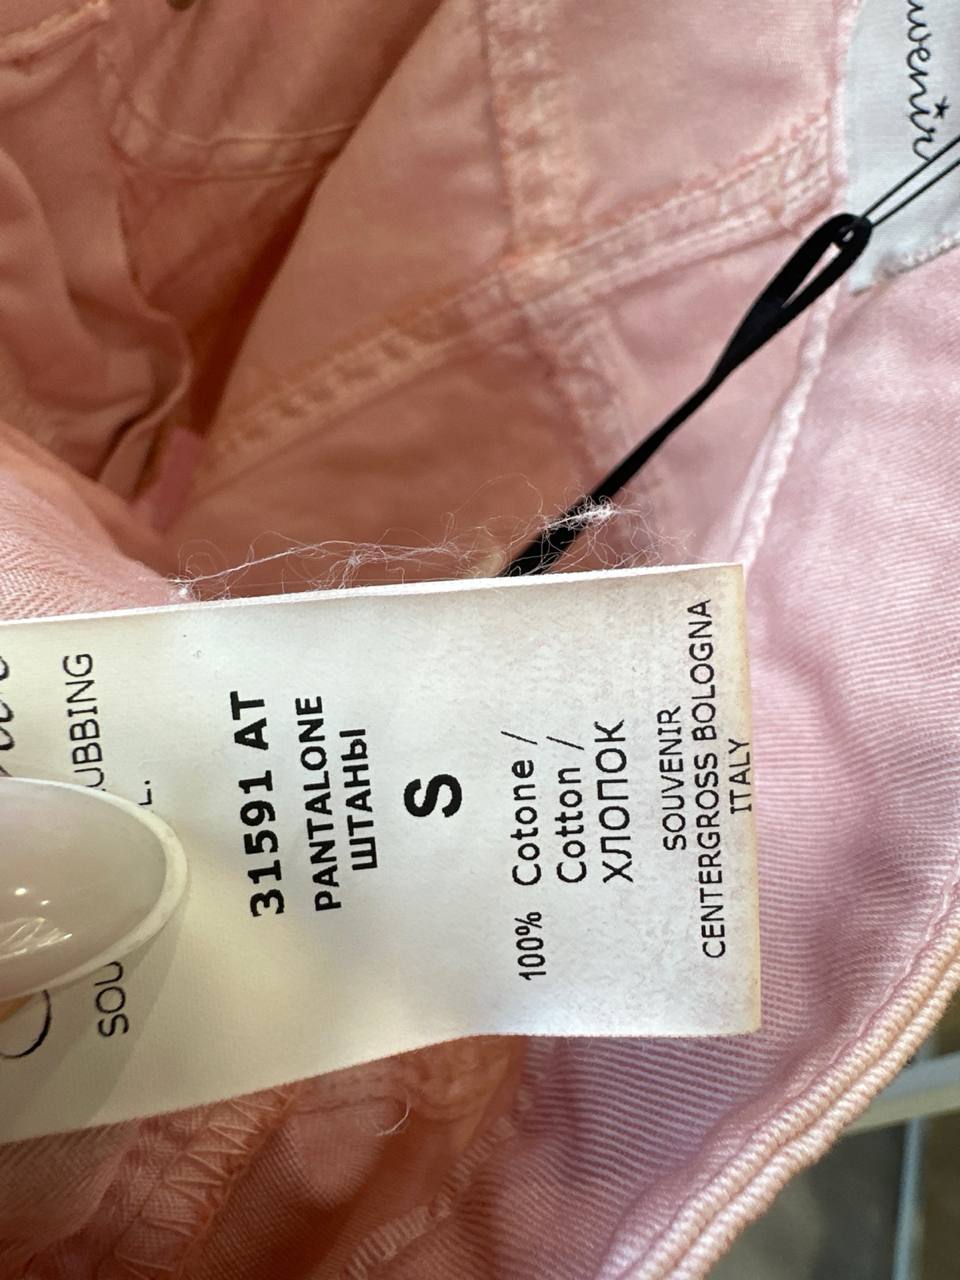 31591 AT
PANTALONE
ШТАНЫ
S
100% Cotone /
Cotton /
ХЛОПОК
SOUVENIR
CENTERGROSS BOLOGNA
ITALY